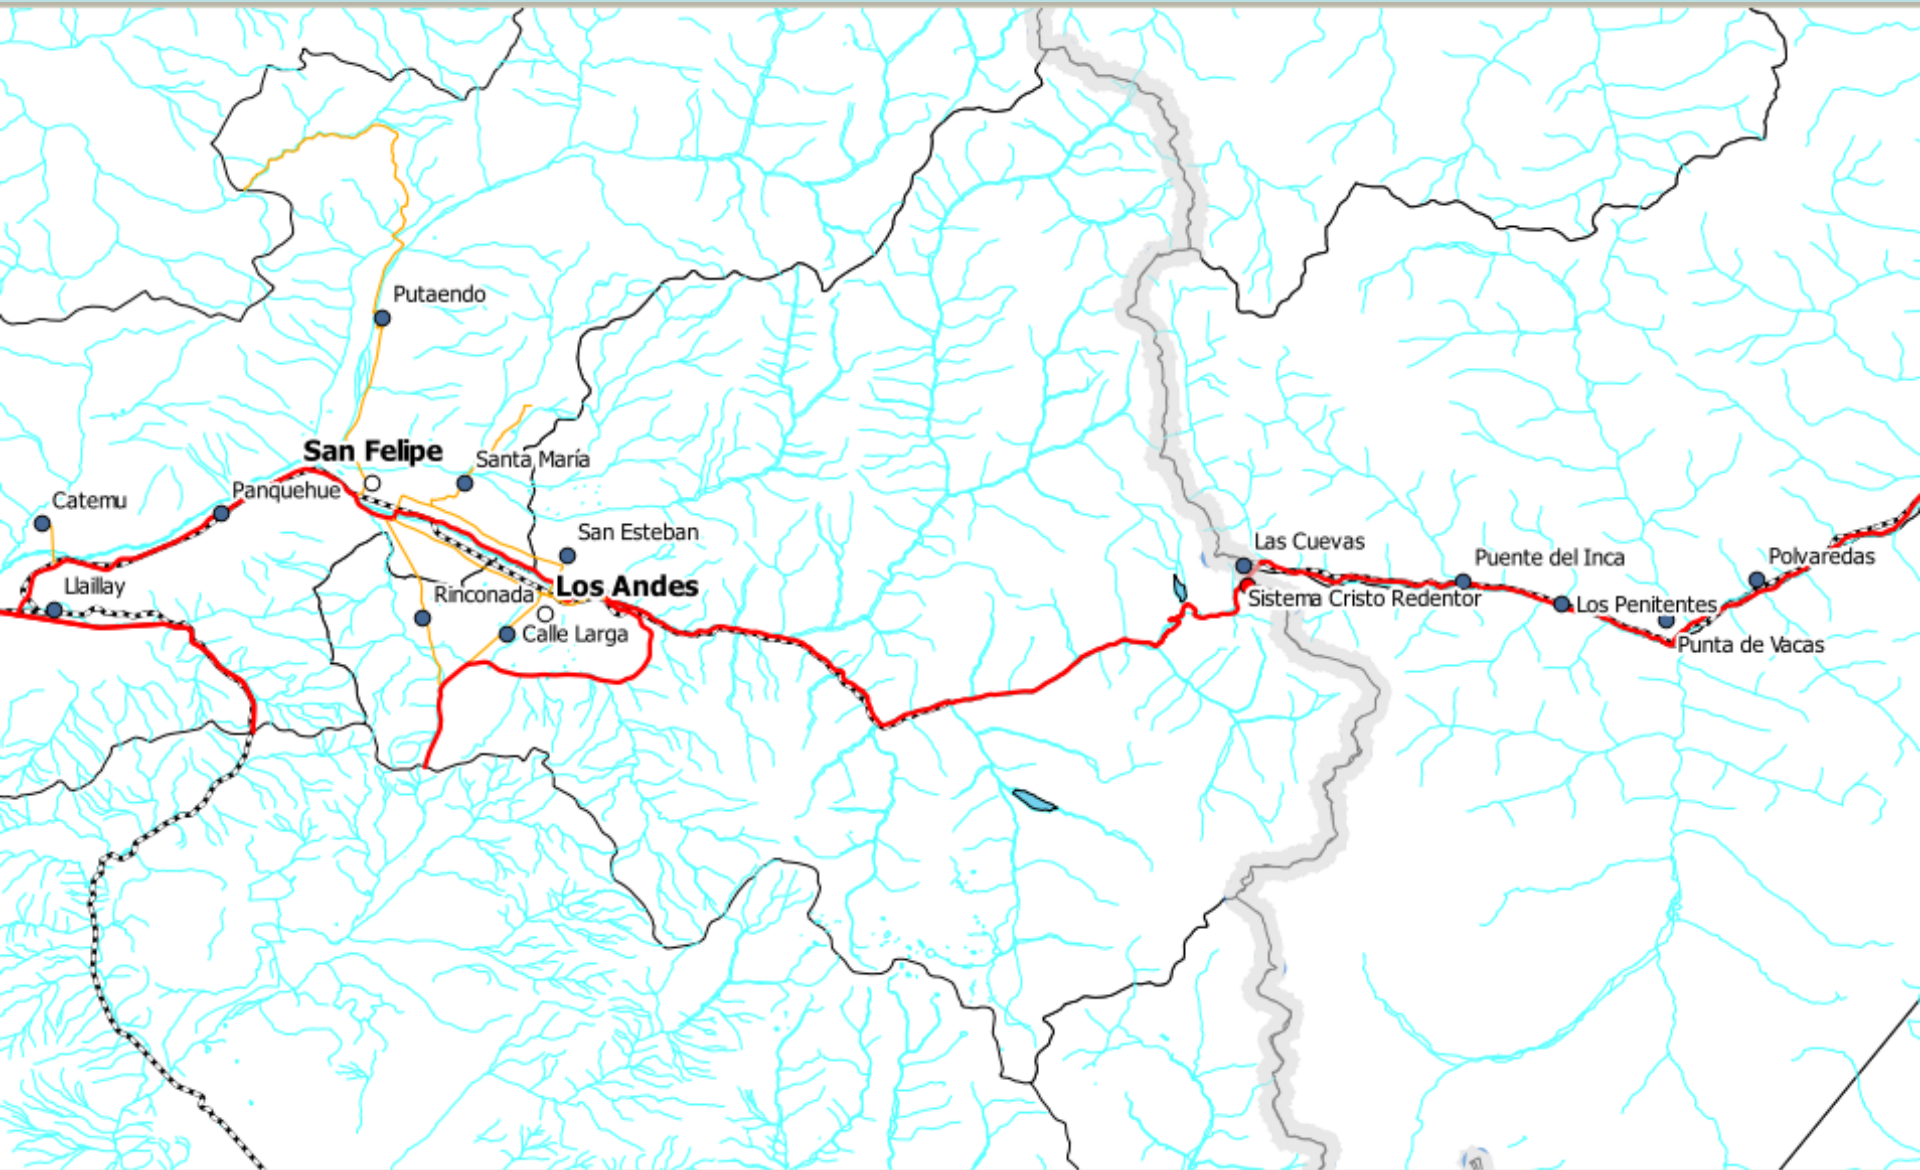 Putaendo
San Felipe
Santa María
Panquehue
Catemu
San Esteban
Las Cuevas
Puente del Inca
Polvaredas
Llaillay
Rinconada
Los Andes
Sistema Cristo Redentor
Los Penitentes
Calle Larga
Punta de Vacas